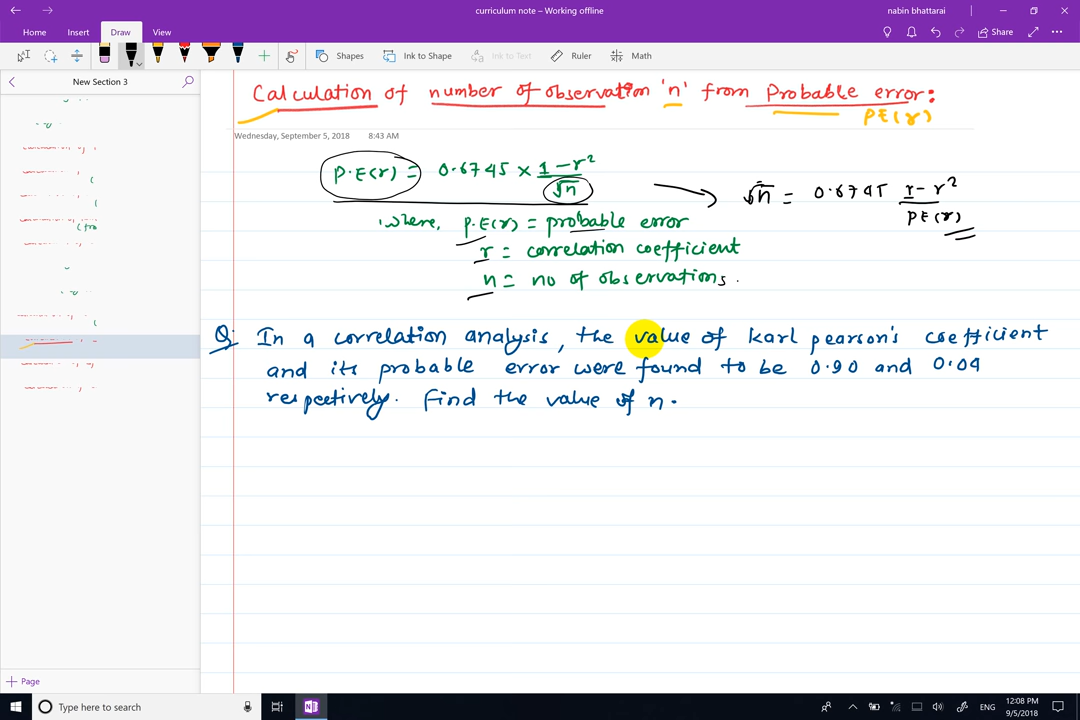 curriculum note – Working offline
nabin bhattarai
Home Insert Draw View
Share
Shapes
Ink to Shape
Ink to Text
Ruler
Math
New Section 3
Calculation of number of observation 'n' from Probable error:
PE(r)
Wednesday, September 5, 2018 8:43 AM
P.E(r) = 0.6745 × 1-r² / √n
√n = 0.6745 r-r² / PE(r)
where, P.E(r) = probable error
r = correlation coefficient
n = no of observations.
Q: In a correlation analysis, the value of karl pearson's coefficient
and its probable error were found to be 0.90 and 0.04
respectively. Find the value of n.
+ Page
Type here to search
ENG
12:08 PM
9/5/2018